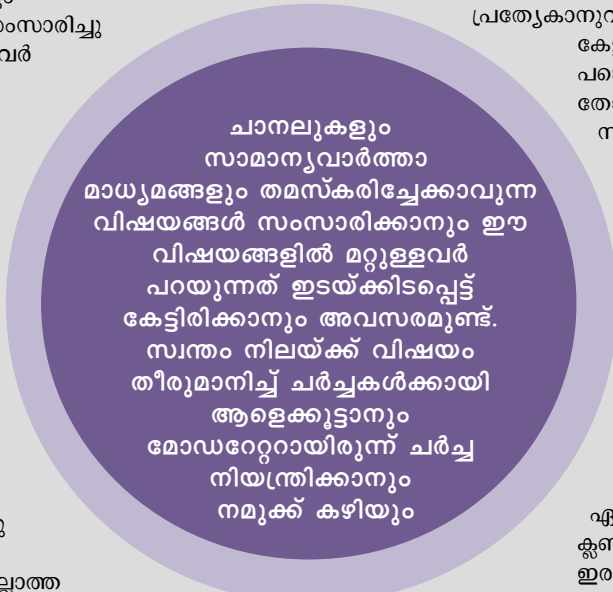 സംസാരിച്ചു
വർ
ചാനലുകളും
സാമാന്യവാർത്താ
മാധ്യമങ്ങളും തമസ്കരിച്ചേക്കാവുന്ന
വിഷയങ്ങൾ സംസാരിക്കാനും ഈ
വിഷയങ്ങളിൽ മറ്റുള്ളവർ
പറയുന്നത് ഇടയ്ക്കിടപ്പെട്ട്
കേട്ടിരിക്കാനും അവസരമുണ്ട്.
സ്വന്തം നിലയ്ക്ക് വിഷയം
തീരുമാനിച്ച് ചർച്ചകൾക്കായി
ആളെക്കൂട്ടാനും
മോഡറേറ്ററായിരുന്ന് ചർച്ച
നിയന്ത്രിക്കാനും
നമുക്ക് കഴിയും
ല്ലാത്ത
പ്രത്യേകാനുവ